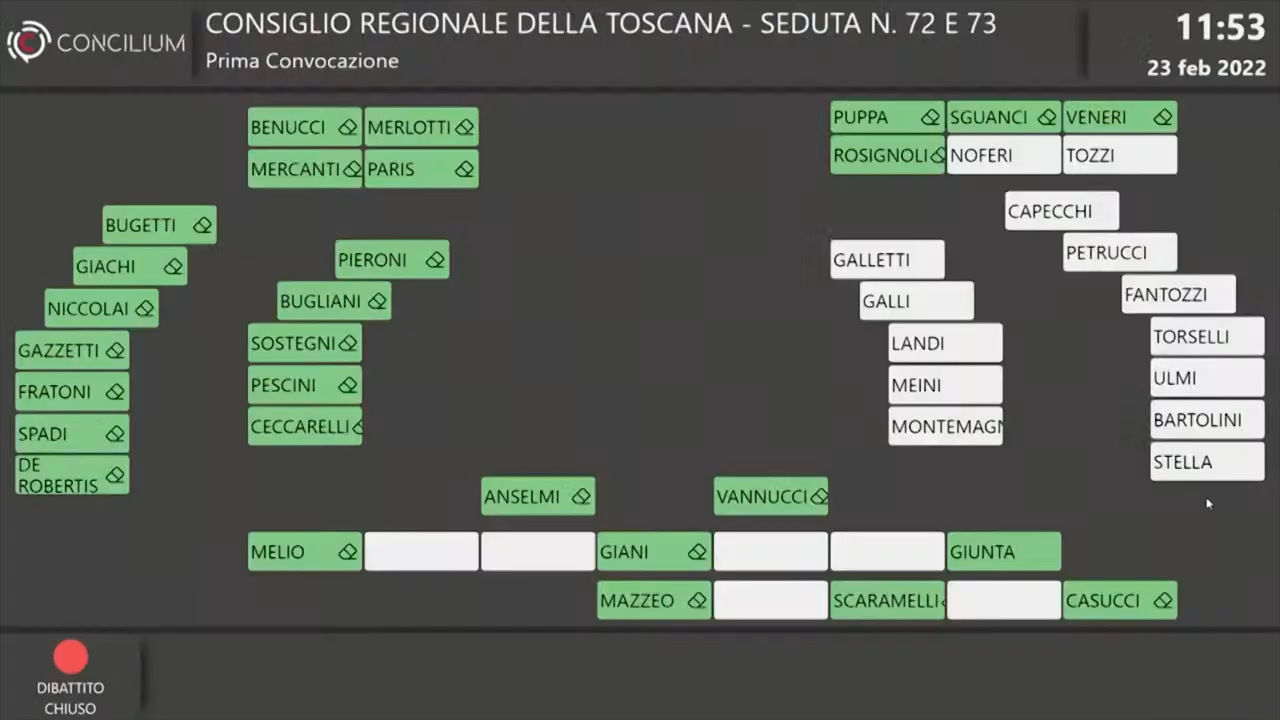 CONCILIUM
CONSIGLIO REGIONALE DELLA TOSCANA - SEDUTA N. 72 E 73
Prima Convocazione
11:53
23 feb 2022
BENUCCI
MERLOTTI
MERCANTI
PARIS
PUPPA
SGUANCI
VENERI
ROSIGNOLI
NOFERI
TOZZI
BUGETTI
GIACHI
NICCOLAI
GAZZETTI
FRATONI
SPADI
DE
ROBERTIS
PIERONI
BUGLIANI
SOSTEGNI
PESCINI
CECCARELLI
GALLETTI
GALLI
LANDI
MEINI
MONTEMAGN
CAPECCHI
PETRUCCI
FANTOZZI
TORSELLI
ULMI
BARTOLINI
STELLA
ANSELMI
VANNUCCI
MELIO
GIANI
GIUNTA
MAZZEO
SCARAMELLI
CASUCCI
DIBATTITO
CHIUSO